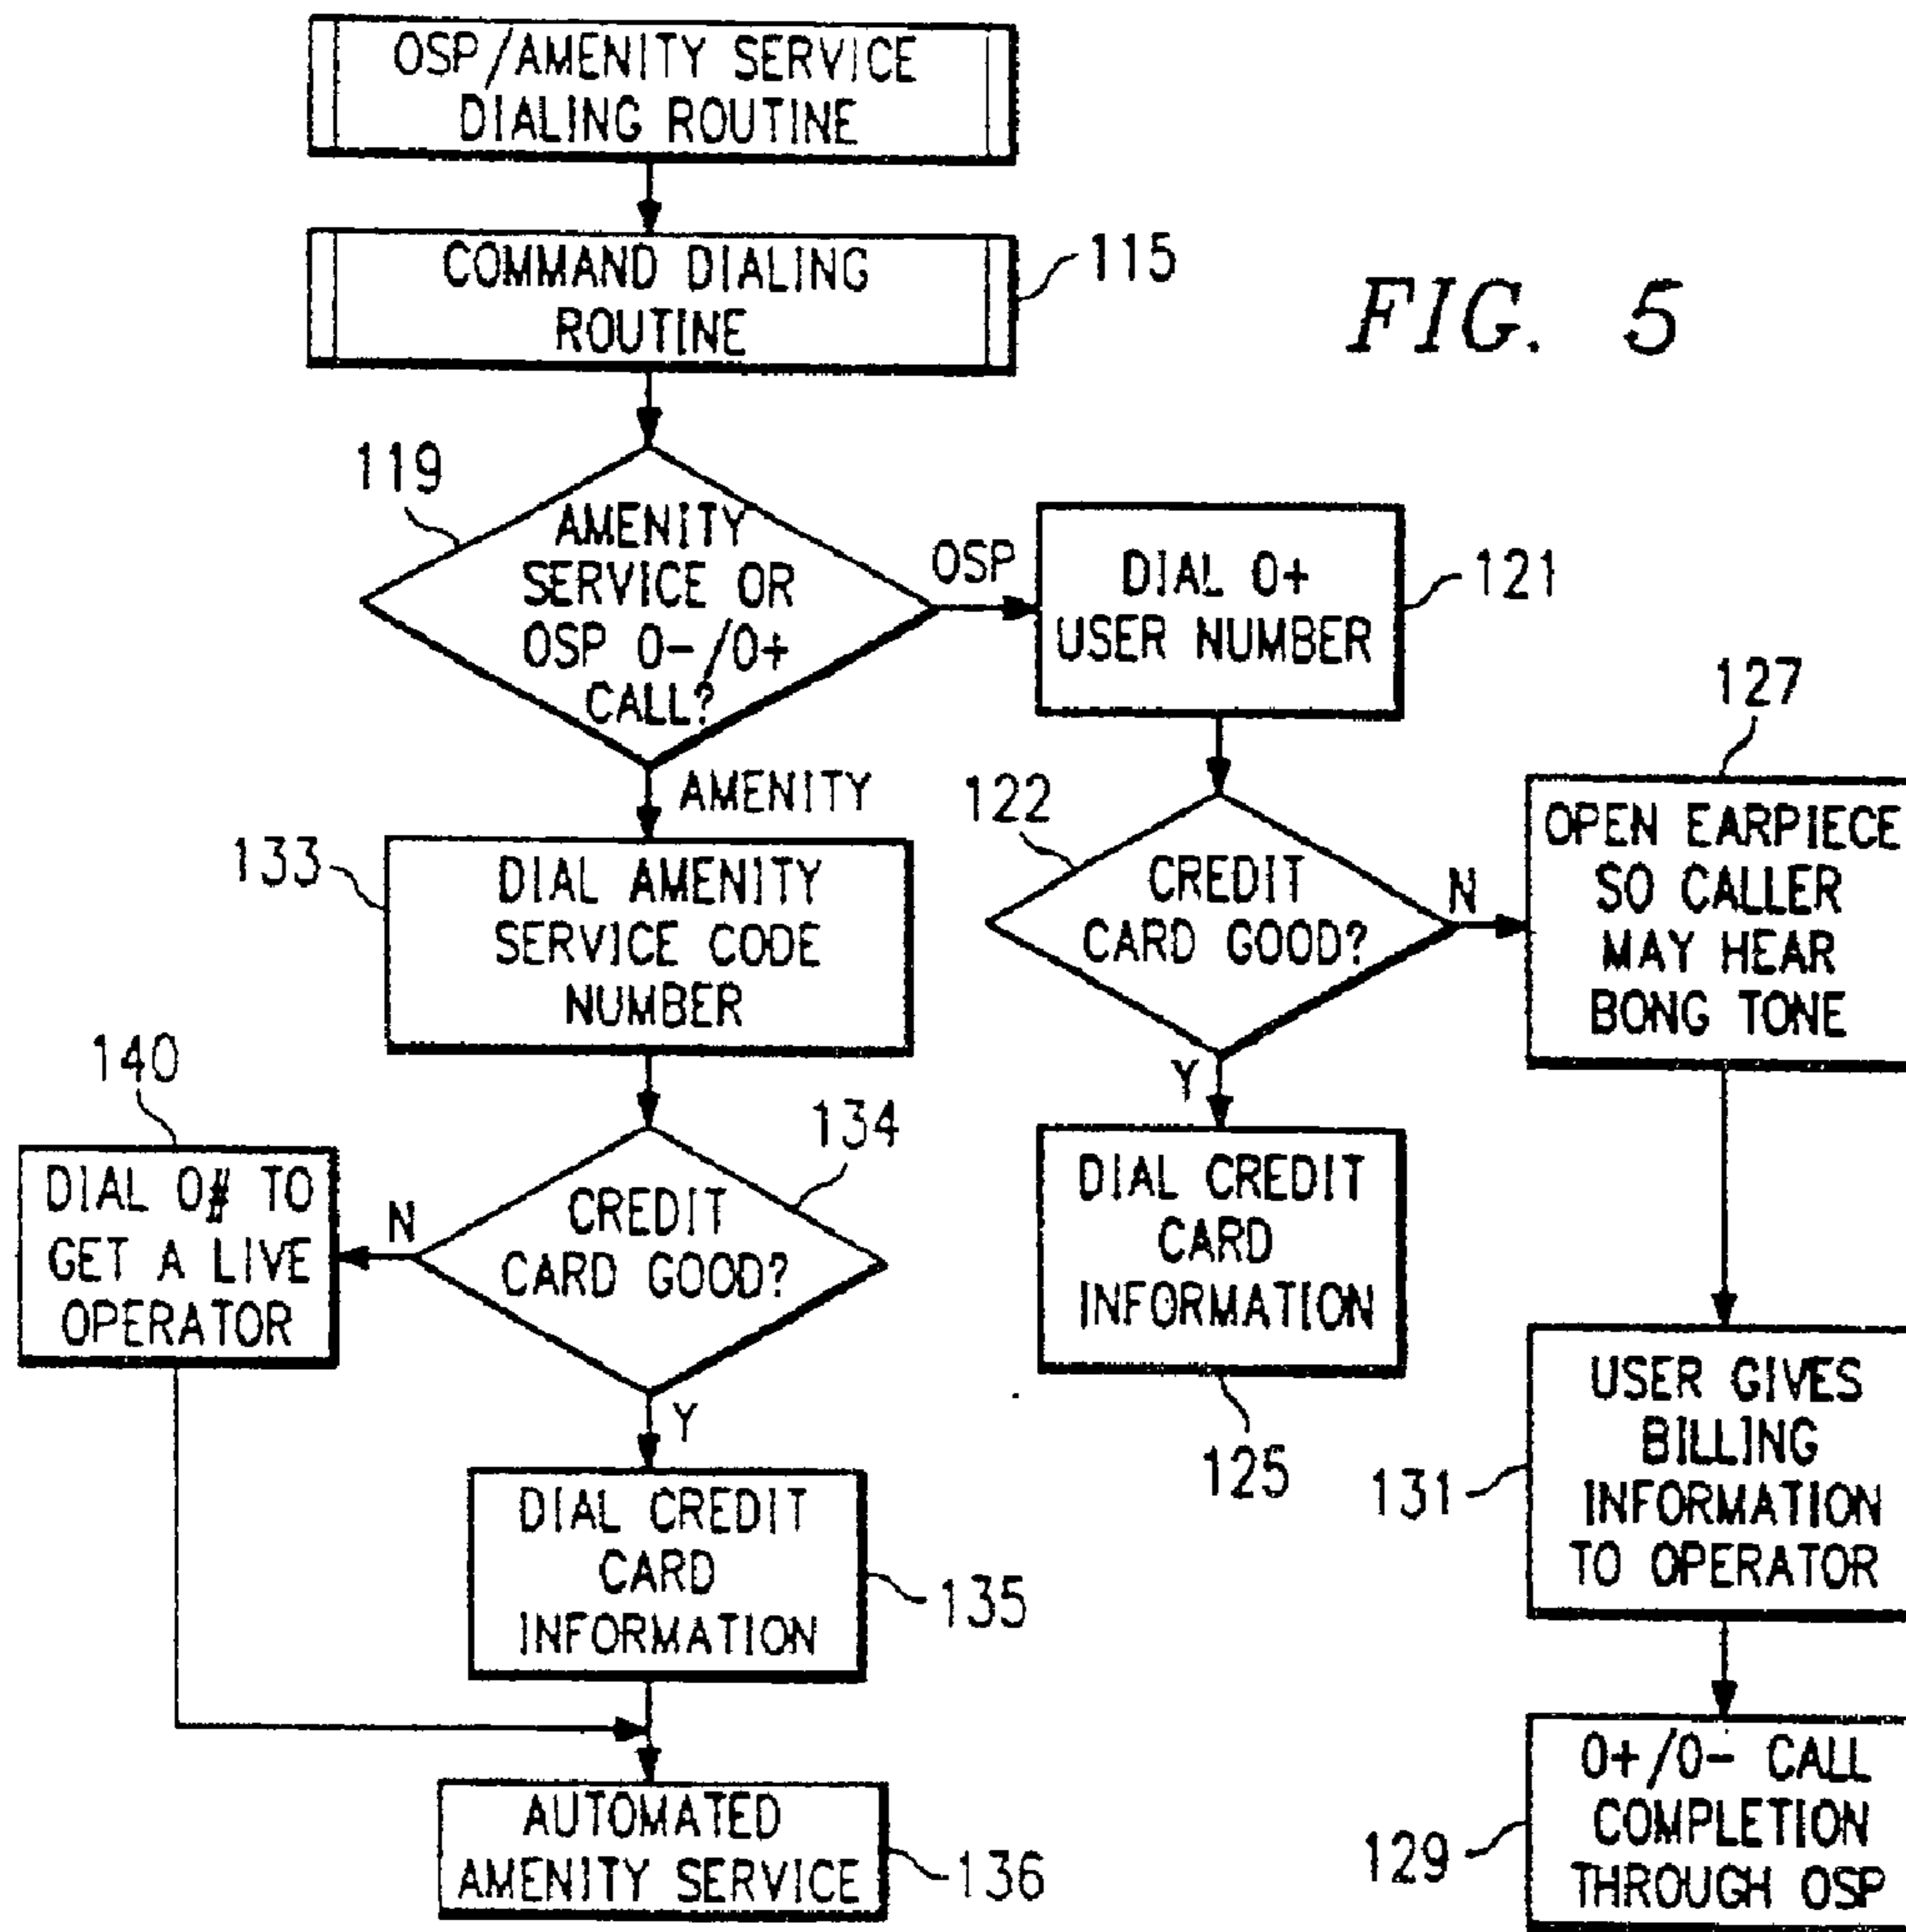 OSP/AMENITY SERVICE
DIALING ROUTINE
COMMAND DIALING
ROUTINE
115
FIG. 5
119
AMENITY
SERVICE OR
OSP 0-/0+
CALL?
OSP
DIAL 0+
USER NUMBER
121
AMENITY
122
CREDIT
CARD GOOD?
N
Y
127
OPEN EARPIECE
SO CALLER
MAY HEAR
BONG TONE
133
DIAL AMENITY
SERVICE CODE
NUMBER
DIAL CREDIT
CARD
INFORMATION
125
140
DIAL 0# TO
GET A LIVE
OPERATOR
N
134
CREDIT
CARD GOOD?
Y
131
USER GIVES
BILLING
INFORMATION
TO OPERATOR
DIAL CREDIT
CARD
INFORMATION
135
AUTOMATED
AMENITY SERVICE
136
129
0+/0- CALL
COMPLETION
THROUGH OSP